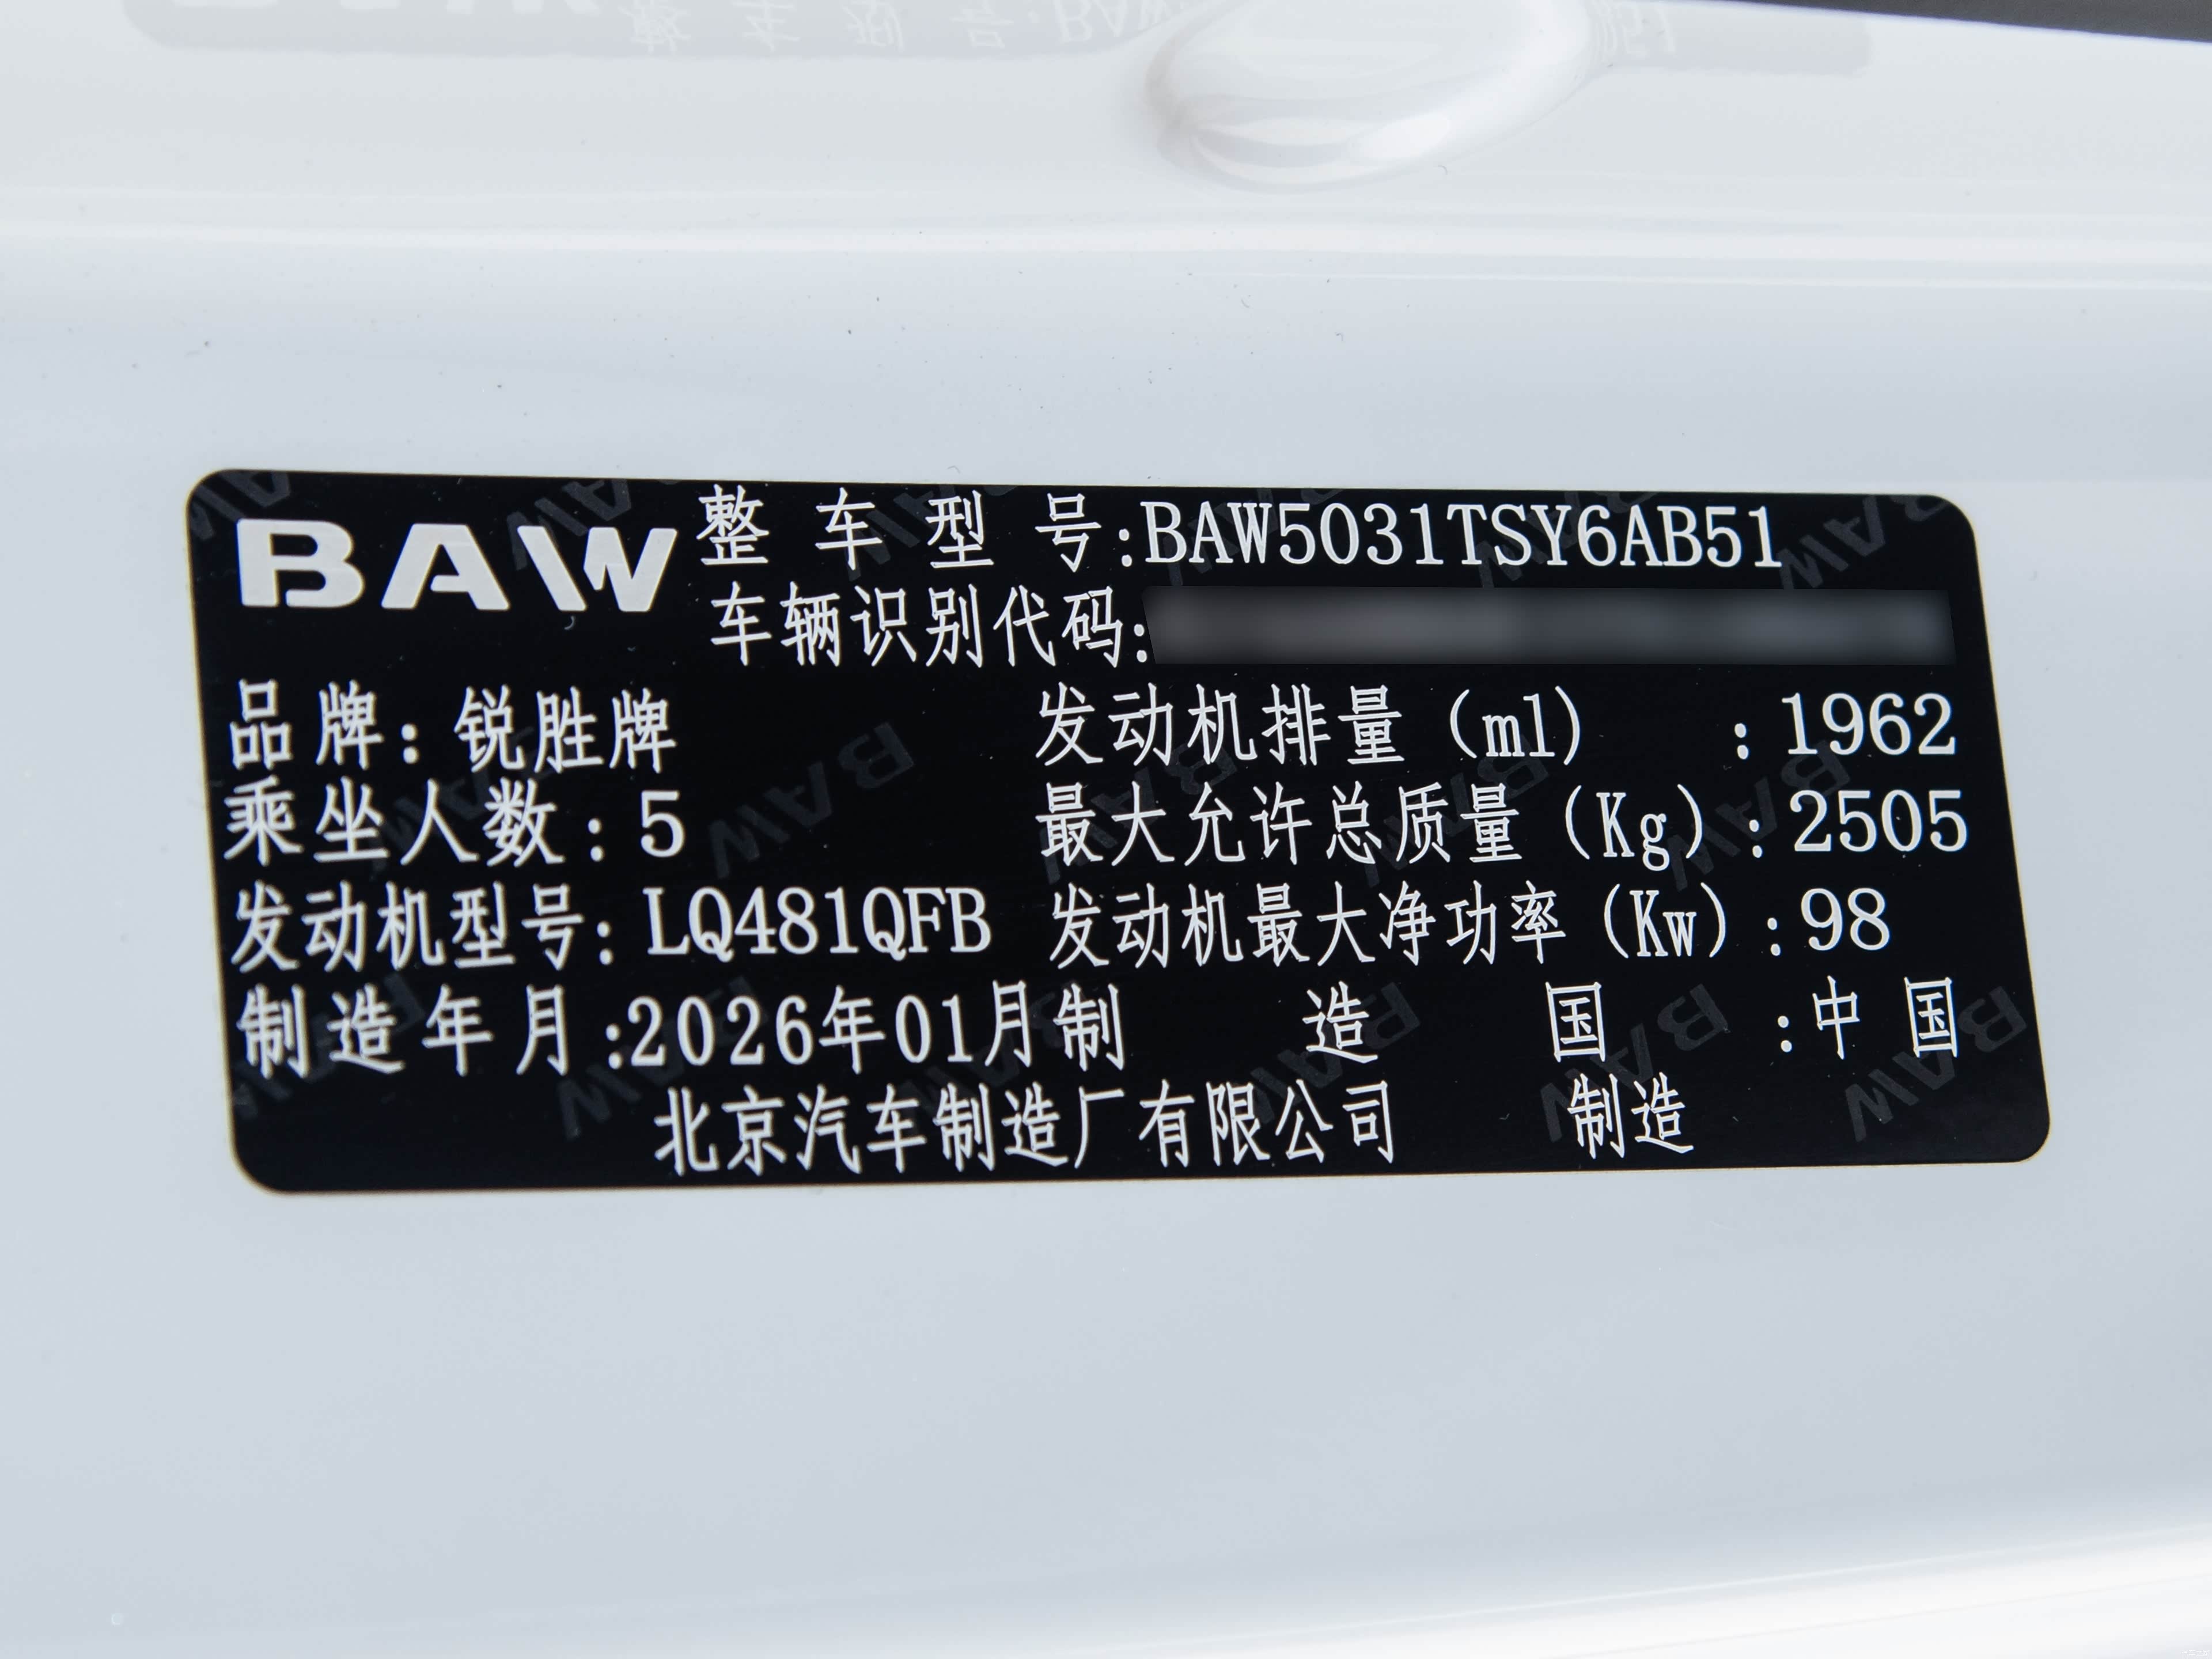 BAW 整车型号:BAW5031TSY6AB51
车辆识别代码:
品牌:锐胜牌 发动机排量(ml) :1962
乘坐人数:5 最大允许总质量(Kg):2505
发动机型号:LQ481QFB 发动机最大净功率(Kw):98
制造年月:2026年01月 制造国:中国
北京汽车制造厂有限公司 制造